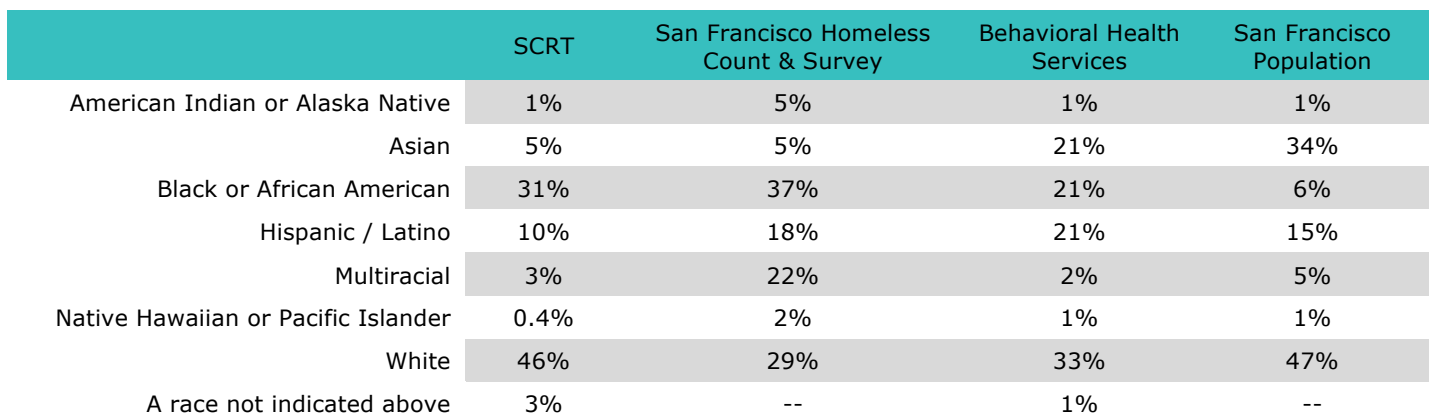 SCRT San Francisco Homeless Count & Survey Behavioral Health Services San Francisco Population
American Indian or Alaska Native 1% 5% 1% 1%
Asian 5% 5% 21% 34%
Black or African American 31% 37% 21% 6%
Hispanic / Latino 10% 18% 21% 15%
Multiracial 3% 22% 2% 5%
Native Hawaiian or Pacific Islander 0.4% 2% 1% 1%
White 46% 29% 33% 47%
A race not indicated above 3% -- 1% --